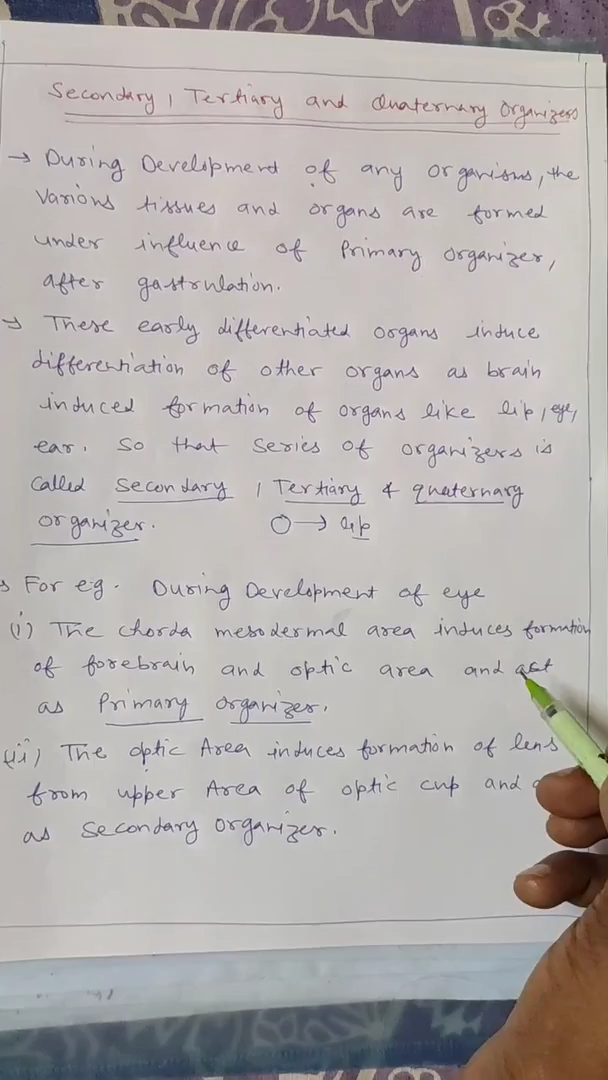 Secondary, Tertiary and Quaternary Organizers
→ During Development of any organisms, the
various tissues and organs are formed
under influence of Primary Organizer,
after gastrulation.
→ These early differentiated organs induce
differentiation of other organs as brain
induced formation of organs like lip, eye,
ear. So that series of organizers is
called Secondary, Tertiary & quaternary
organizer. O → lip
For eg. During Development of eye
(i) The chorda mesodermal area induces formation
of forebrain and optic area and act
as Primary Organizer.
(ii) The optic Area induces formation of lens
from upper Area of optic cup and
as Secondary Organizer.